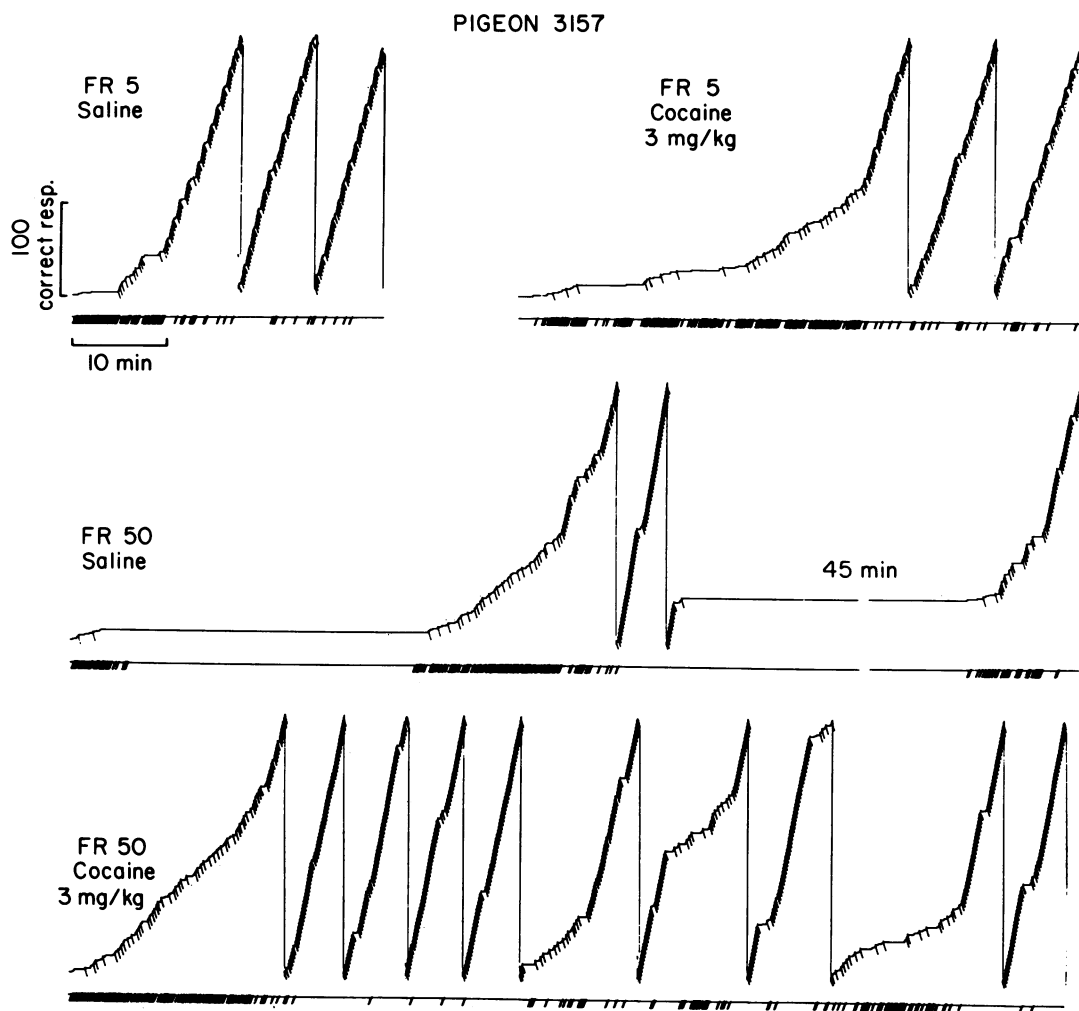 PIGEON 3157
FR 5
Saline
FR 5
Cocaine
3 mg/kg
100
correct resp.
10 min
FR 50
Saline
45 min
FR 50
Cocaine
3 mg/kg